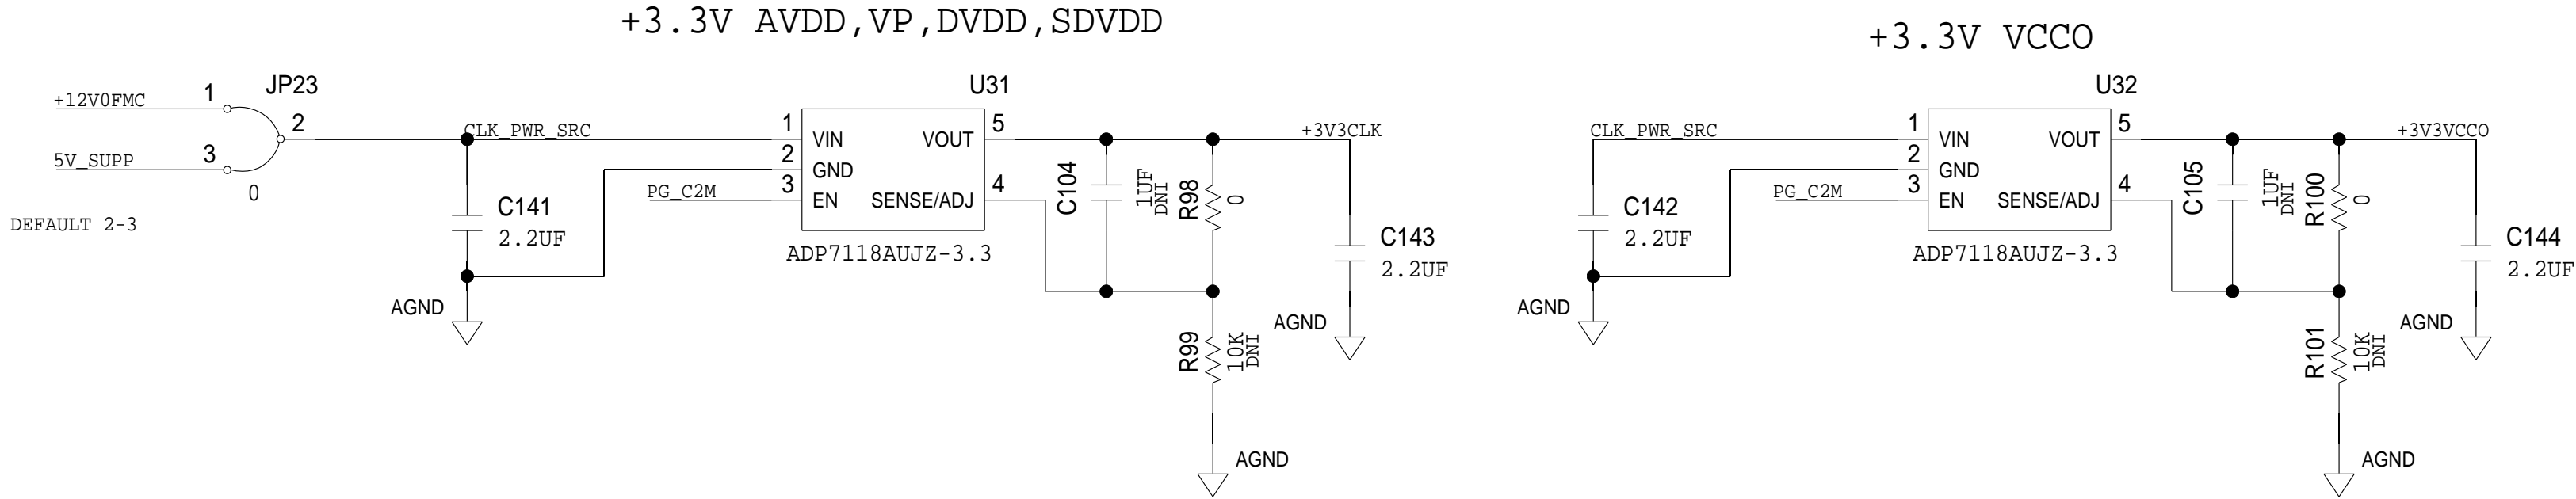 +3.3V AVDD,VP,DVDD,SDVDD
+3.3V VCCO
JP23
+12V0FMC
1
2
5V_SUPP
3
0
DEFAULT 2-3
CLK_PWR_SRC
C141
2.2UF
AGND
PG_C2M
U31
1
VIN
VOUT
5
2
GND
3
EN
SENSE/ADJ
4
ADP7118AUJZ-3.3
C104
1UF
DNI
R98
0
+3V3CLK
C143
2.2UF
AGND
R99
10K
DNI
AGND
CLK_PWR_SRC
C142
2.2UF
AGND
PG_C2M
U32
1
VIN
VOUT
5
2
GND
3
EN
SENSE/ADJ
4
ADP7118AUJZ-3.3
C105
1UF
DNI
R100
0
+3V3VCCO
C144
2.2UF
AGND
R101
10K
DNI
AGND